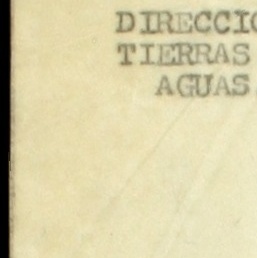 DIRECCIO
TIERRAS
AGUAS.